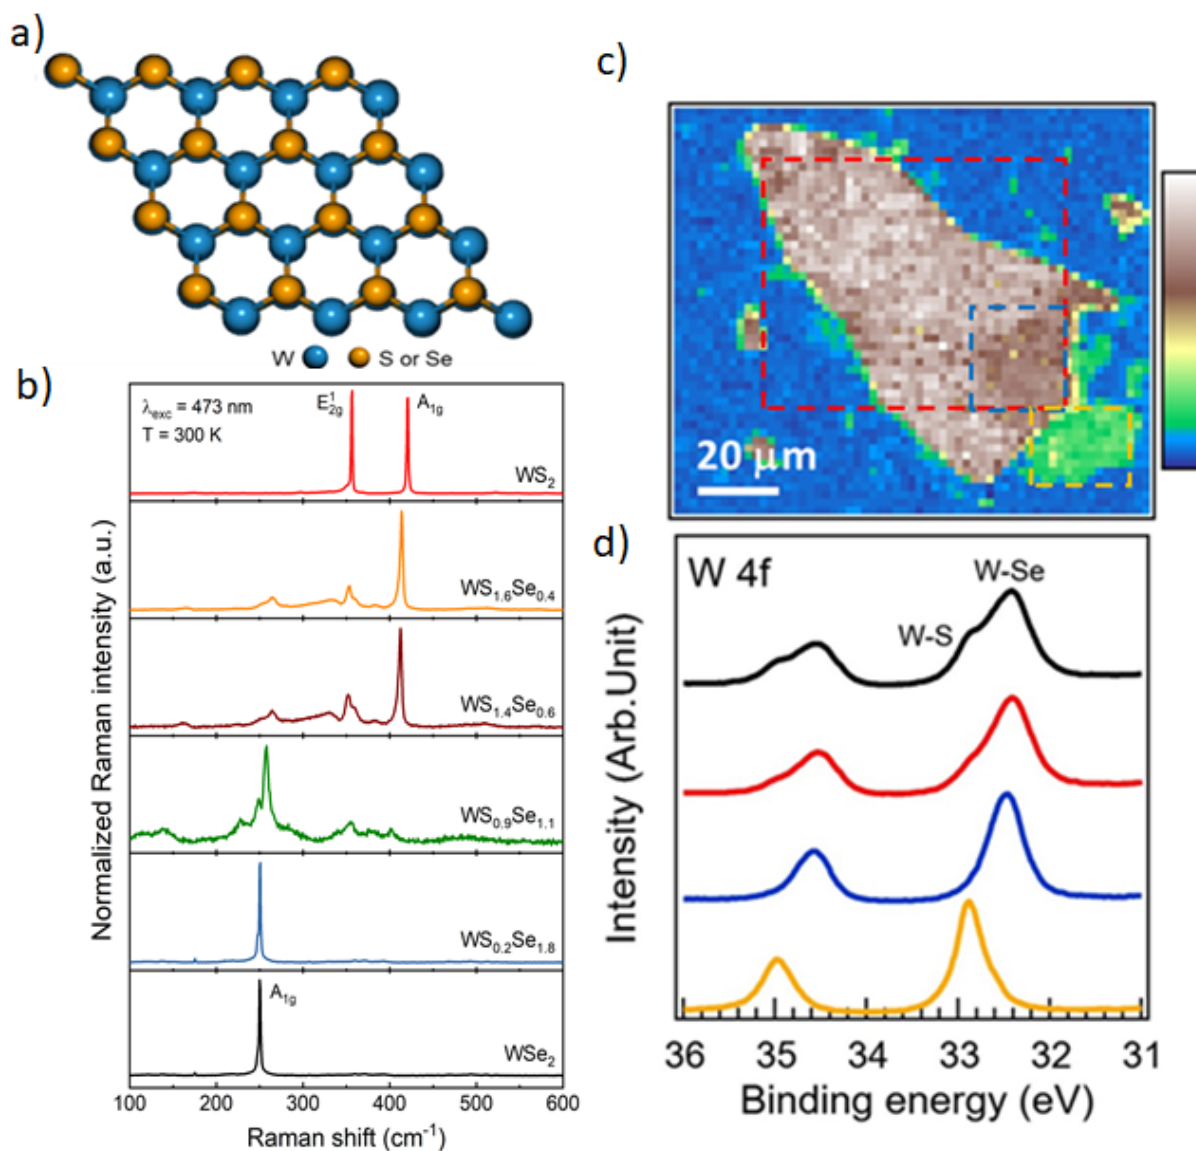 a)
W S or Se
b)
λexc = 473 nm
T = 300 K
E¹2g
A1g
WS₂
WS1.6Se0.4
WS1.4Se0.6
WS0.9Se1.1
WS0.2Se1.8
A1g
WSe₂
Normalized Raman intensity (a.u.)
100 200 300 400 500 600
Raman shift (cm⁻¹)
c)
20 μm
d)
W 4f
W-Se
W-S
Intensity (Arb.Unit)
36 35 34 33 32 31
Binding energy (eV)